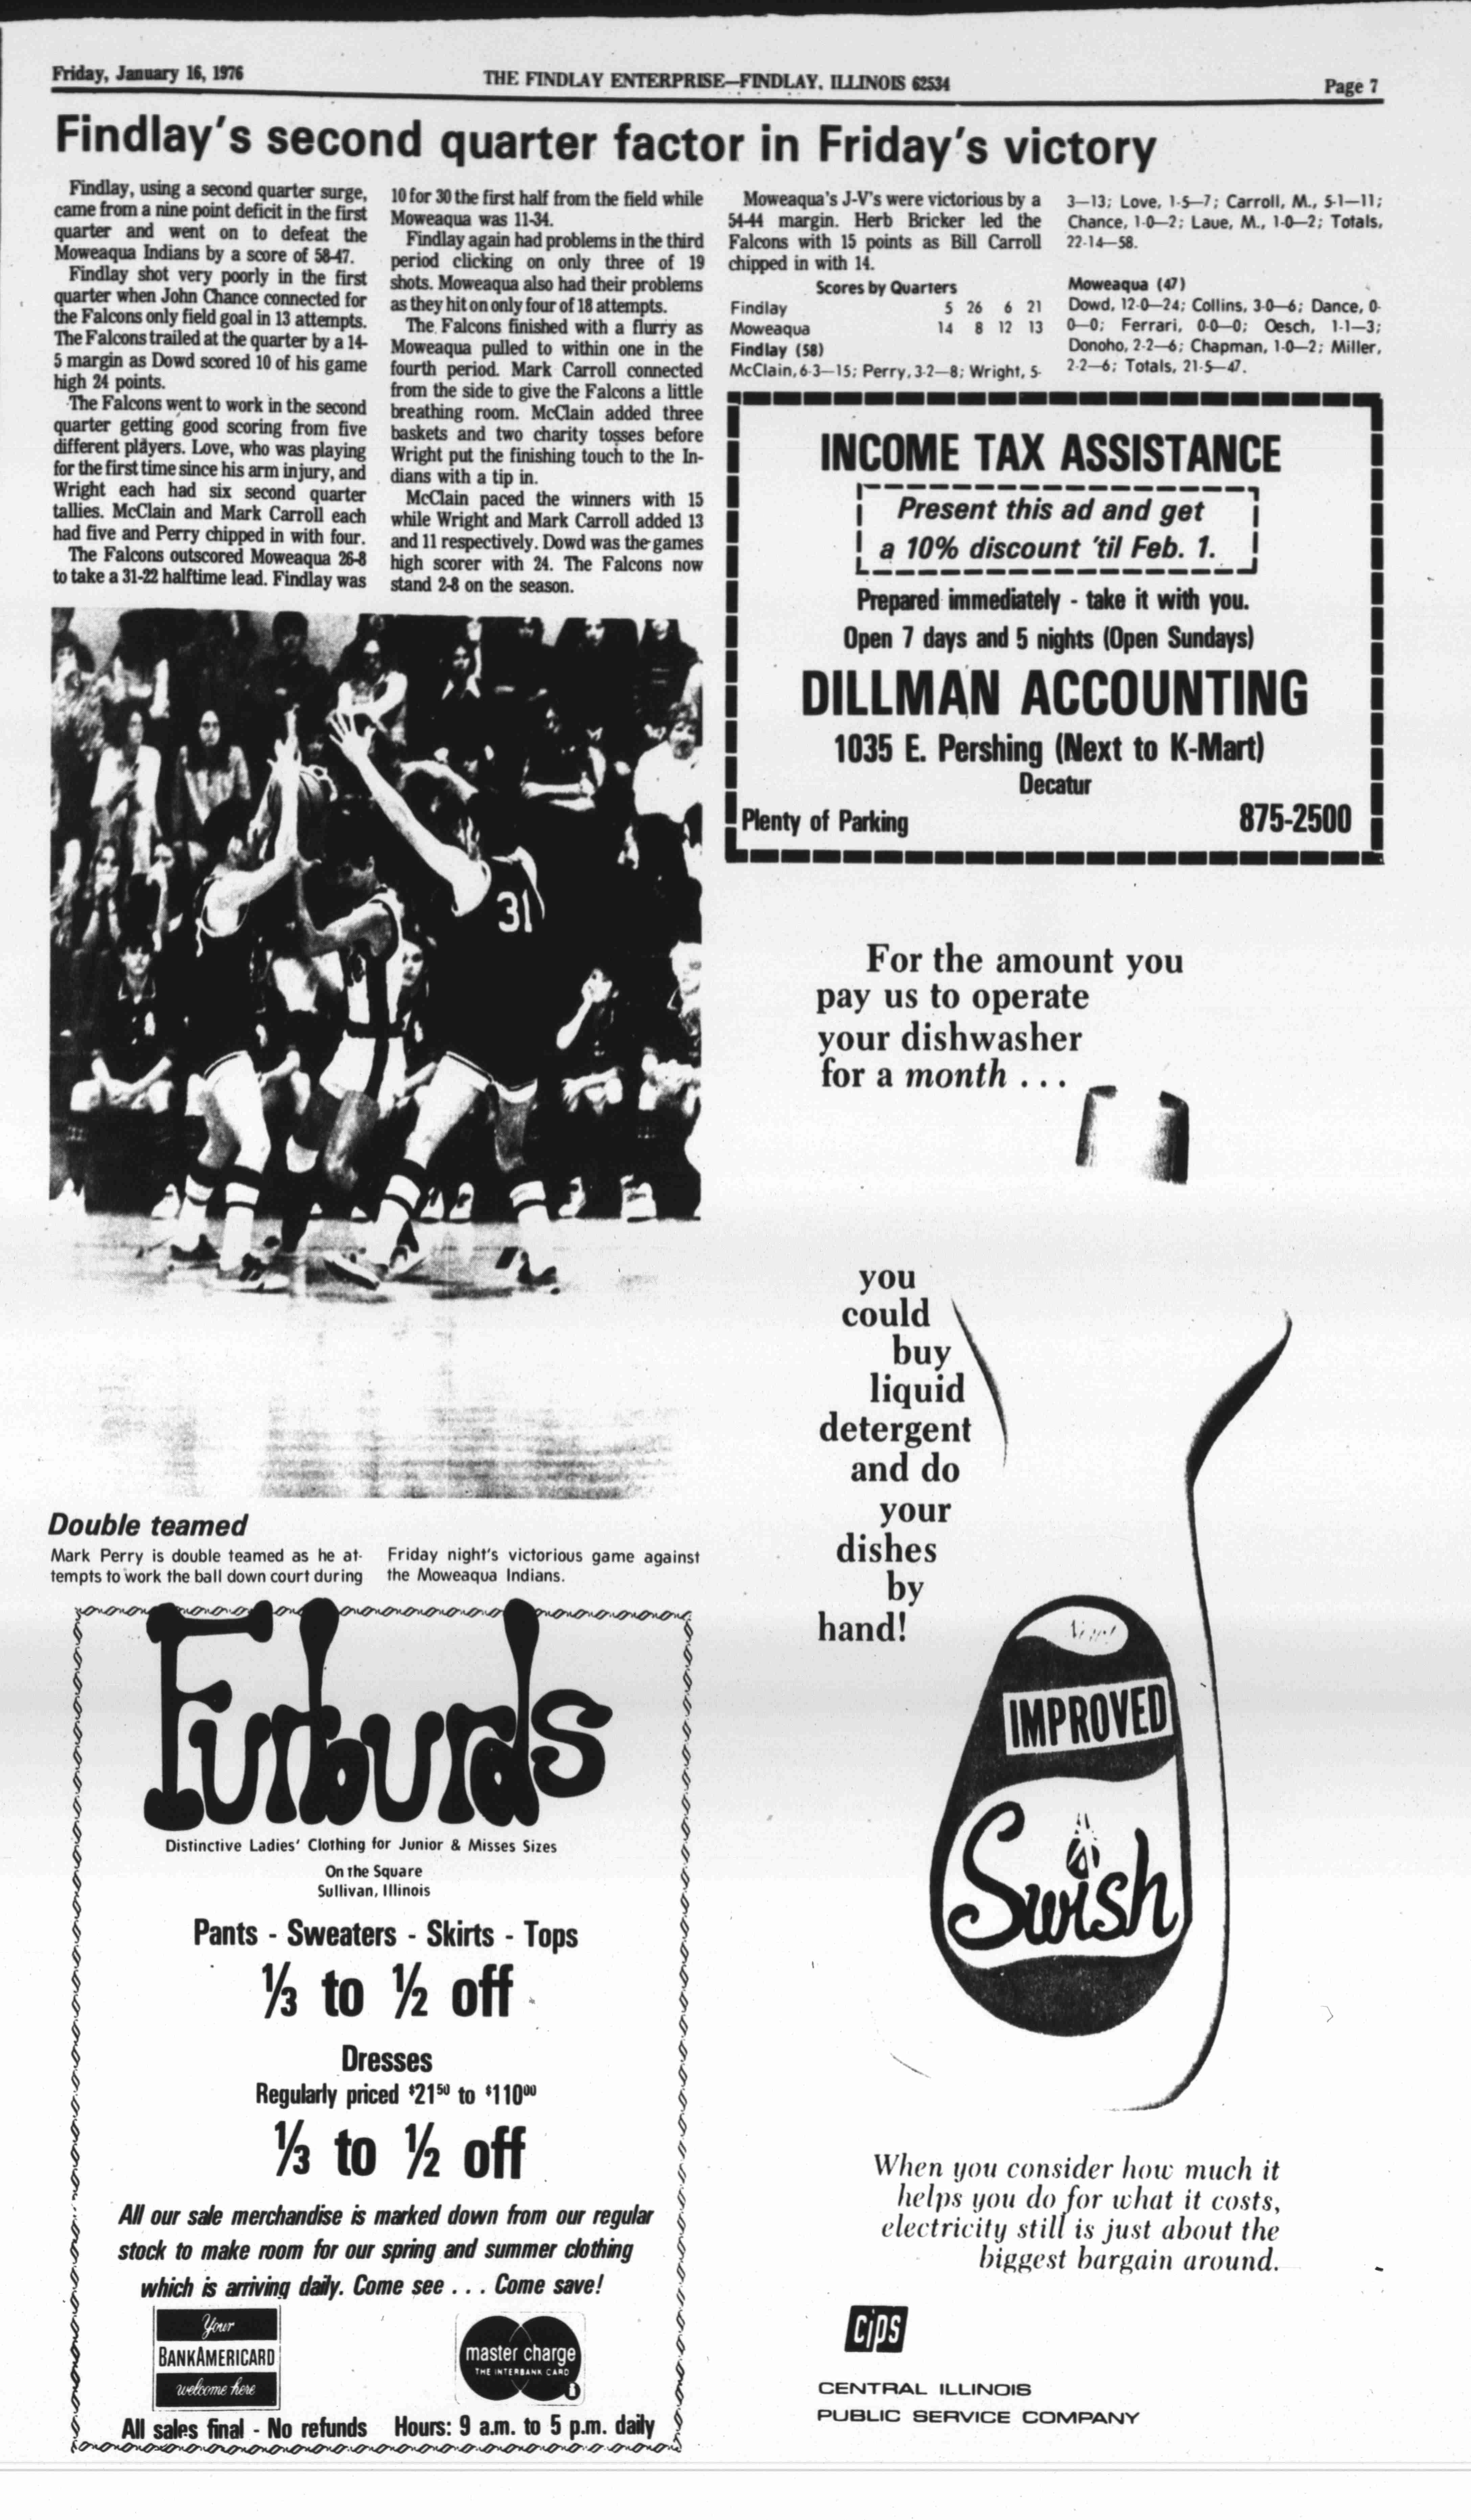 Friday, January 16, 1976
THE FINDLAY ENTERPRISE—FINDLAY, ILLINOIS 62534
Page 7
Findlay's second quarter factor in Friday's victory
Findlay, using a second quarter surge,
came from a nine point deficit in the first
quarter and went on to defeat the
Moweaqua Indians by a score of 58-47.
Findlay shot very poorly in the first
quarter when John Chance connected for
the Falcons only field goal in 13 attempts.
The Falcons trailed at the quarter by a 14-
5 margin as Dowd scored 10 of his game
high 24 points.
The Falcons went to work in the second
quarter getting good scoring from five
different players. Love, who was playing
for the first time since his arm injury, and
Wright each had six second quarter
tallies. McClain and Mark Carroll each
had five and Perry chipped in with four.
The Falcons outscored Moweaqua 26-8
to take a 31-22 halftime lead. Findlay was
10 for 30 the first half from the field while
Moweaqua was 11-34.
Findlay again had problems in the third
period clicking on only three of 19
shots. Moweaqua also had their problems
as they hit on only four of 18 attempts.
The Falcons finished with a flurry as
Moweaqua pulled to within one in the
fourth period. Mark Carroll connected
from the side to give the Falcons a little
breathing room. McClain added three
baskets and two charity tosses before
Wright put the finishing touch to the In-
dians with a tip in.
McClain paced the winners with 15
while Wright and Mark Carroll added 13
and 11 respectively. Dowd was the games
high scorer with 24. The Falcons now
stand 2-8 on the season.
Moweaqua's J-V's were victorious by a
54-44 margin. Herb Bricker led the
Falcons with 15 points as Bill Carroll
chipped in with 14.
Scores by Quarters
Findlay 5 26 6 21
Moweaqua 14 8 12 13
Findlay (58)
McClain, 6-3—15; Perry, 3-2—8; Wright, 5-
3—13; Love, 1-5—7; Carroll, M., 5-1—11;
Chance, 1-0—2; Laue, M., 1-0—2; Totals,
22-14—58.
Moweaqua (47)
Dowd, 12-0—24; Collins, 3-0—6; Dance, 0-
0—0; Ferrari, 0-0—0; Oesch, 1-1—3;
Donoho, 2-2—6; Chapman, 1-0—2; Miller,
2-2—6; Totals, 21-5—47.
INCOME TAX ASSISTANCE
Present this ad and get
a 10% discount 'til Feb. 1.
Prepared immediately - take it with you.
Open 7 days and 5 nights (Open Sundays)
DILLMAN ACCOUNTING
1035 E. Pershing (Next to K-Mart)
Decatur
Plenty of Parking 875-2500
31
Double teamed
Mark Perry is double teamed as he at-
tempts to work the ball down court during
Friday night's victorious game against
the Moweaqua Indians.
Furburds
Distinctive Ladies' Clothing for Junior & Misses Sizes
On the Square
Sullivan, Illinois
Pants - Sweaters - Skirts - Tops
⅓ to ½ off
Dresses
Regularly priced $21⁵⁰ to $110⁰⁰
⅓ to ½ off
All our sale merchandise is marked down from our regular
stock to make room for our spring and summer clothing
which is arriving daily. Come see . . . Come save!
Your
BANKAMERICARD
welcome here
master charge
THE INTERBANK CARD
i
All sales final - No refunds Hours: 9 a.m. to 5 p.m. daily
For the amount you
pay us to operate
your dishwasher
for a month . . .
you
could
buy
liquid
detergent
and do
your
dishes
by
hand!
New!
IMPROVED
Swish
When you consider how much it
helps you do for what it costs,
electricity still is just about the
biggest bargain around.
CIPS
CENTRAL ILLINOIS
PUBLIC SERVICE COMPANY